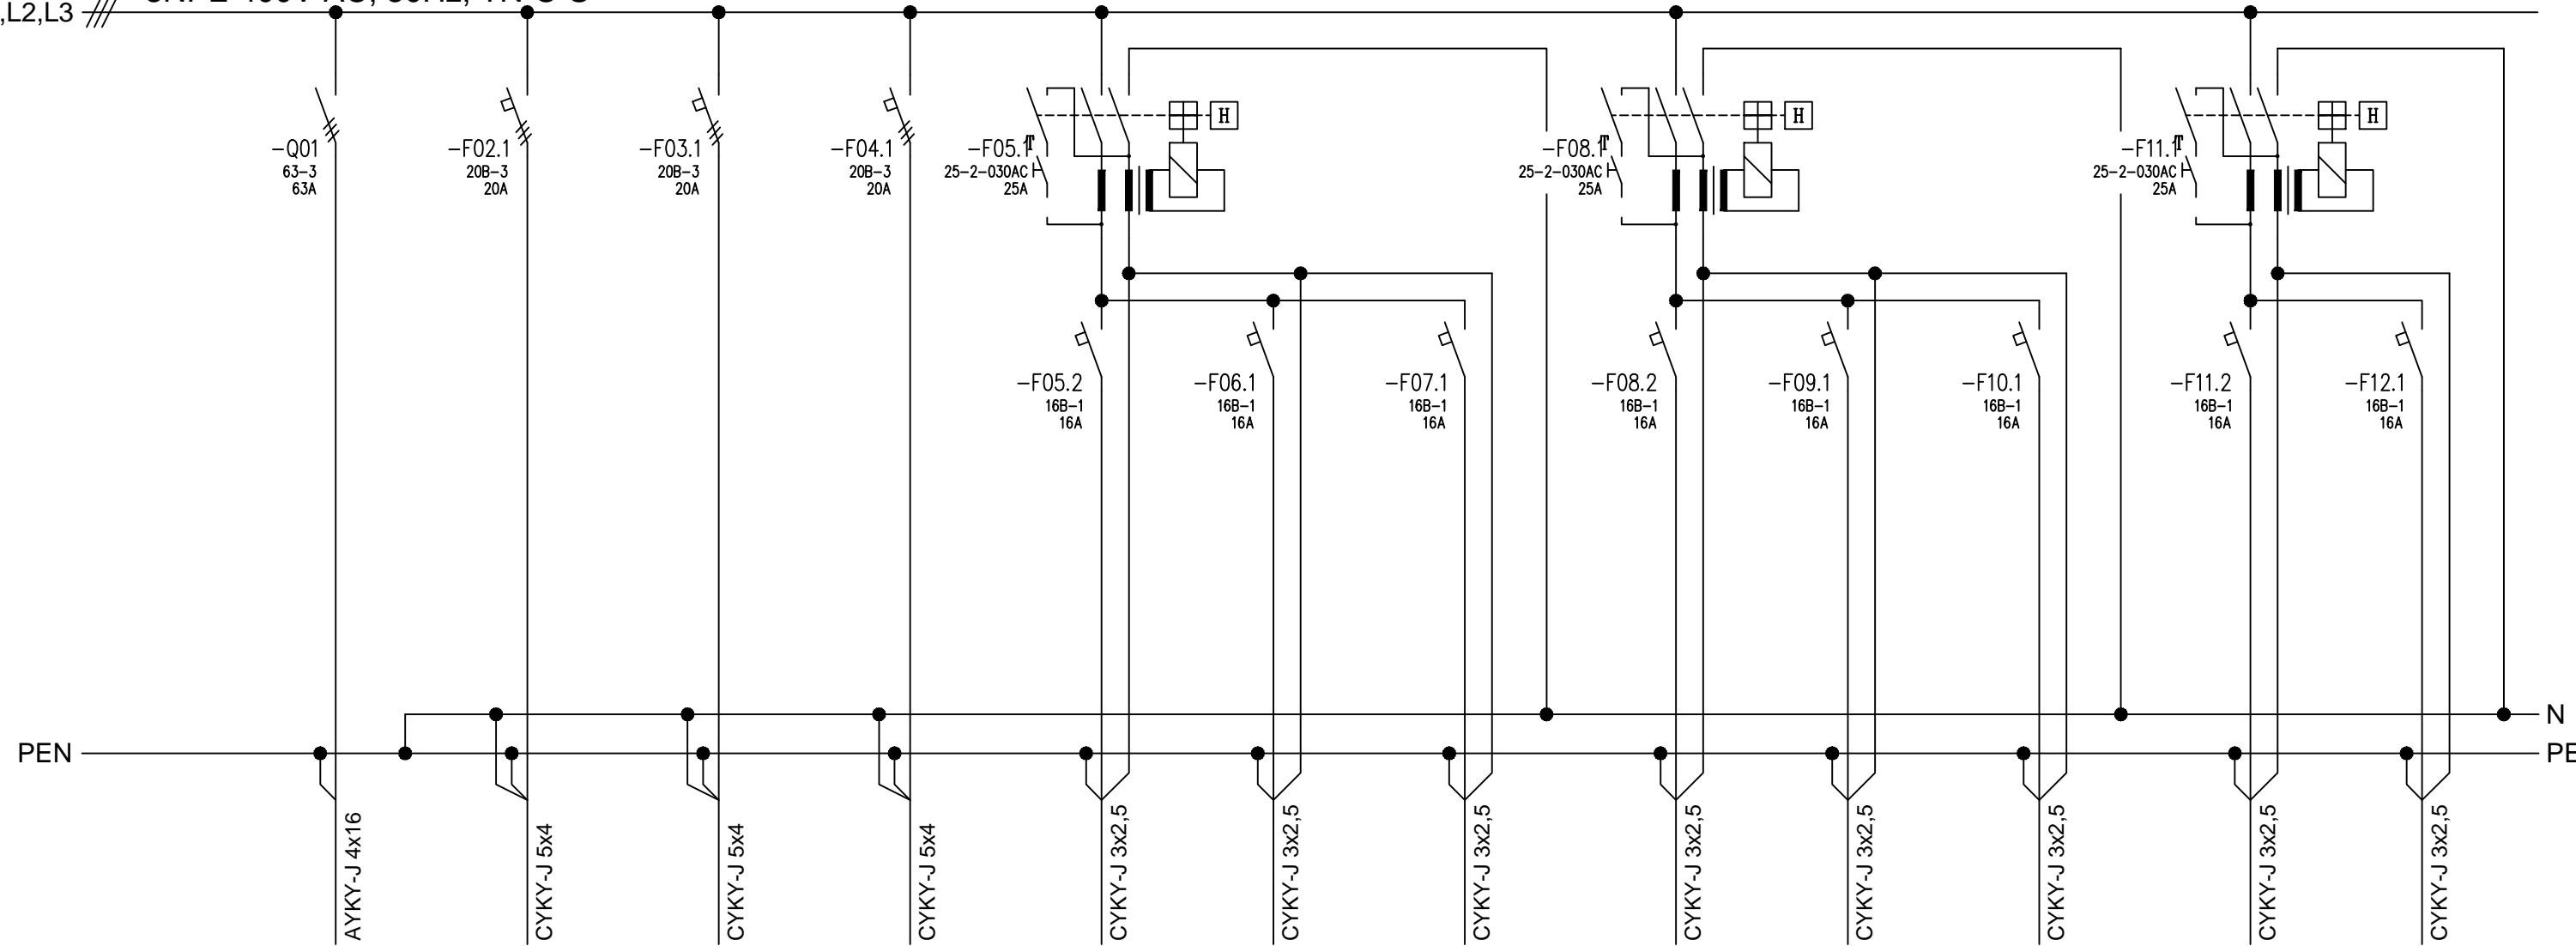 ,L2,L3
-Q01
63-3
63A
-F02.1
20B-3
20A
-F03.1
20B-3
20A
-F04.1
20B-3
20A
-F05.1
25-2-030AC
25A
H
-F08.1
25-2-030AC
25A
H
-F11.1
25-2-030AC
25A
H
-F05.2
16B-1
16A
-F06.1
16B-1
16A
-F07.1
16B-1
16A
-F08.2
16B-1
16A
-F09.1
16B-1
16A
-F10.1
16B-1
16A
-F11.2
16B-1
16A
-F12.1
16B-1
16A
N
PEN
PE
AYKY-J 4x16
CYKY-J 5x4
CYKY-J 5x4
CYKY-J 5x4
CYKY-J 3x2,5
CYKY-J 3x2,5
CYKY-J 3x2,5
CYKY-J 3x2,5
CYKY-J 3x2,5
CYKY-J 3x2,5
CYKY-J 3x2,5
CYKY-J 3x2,5